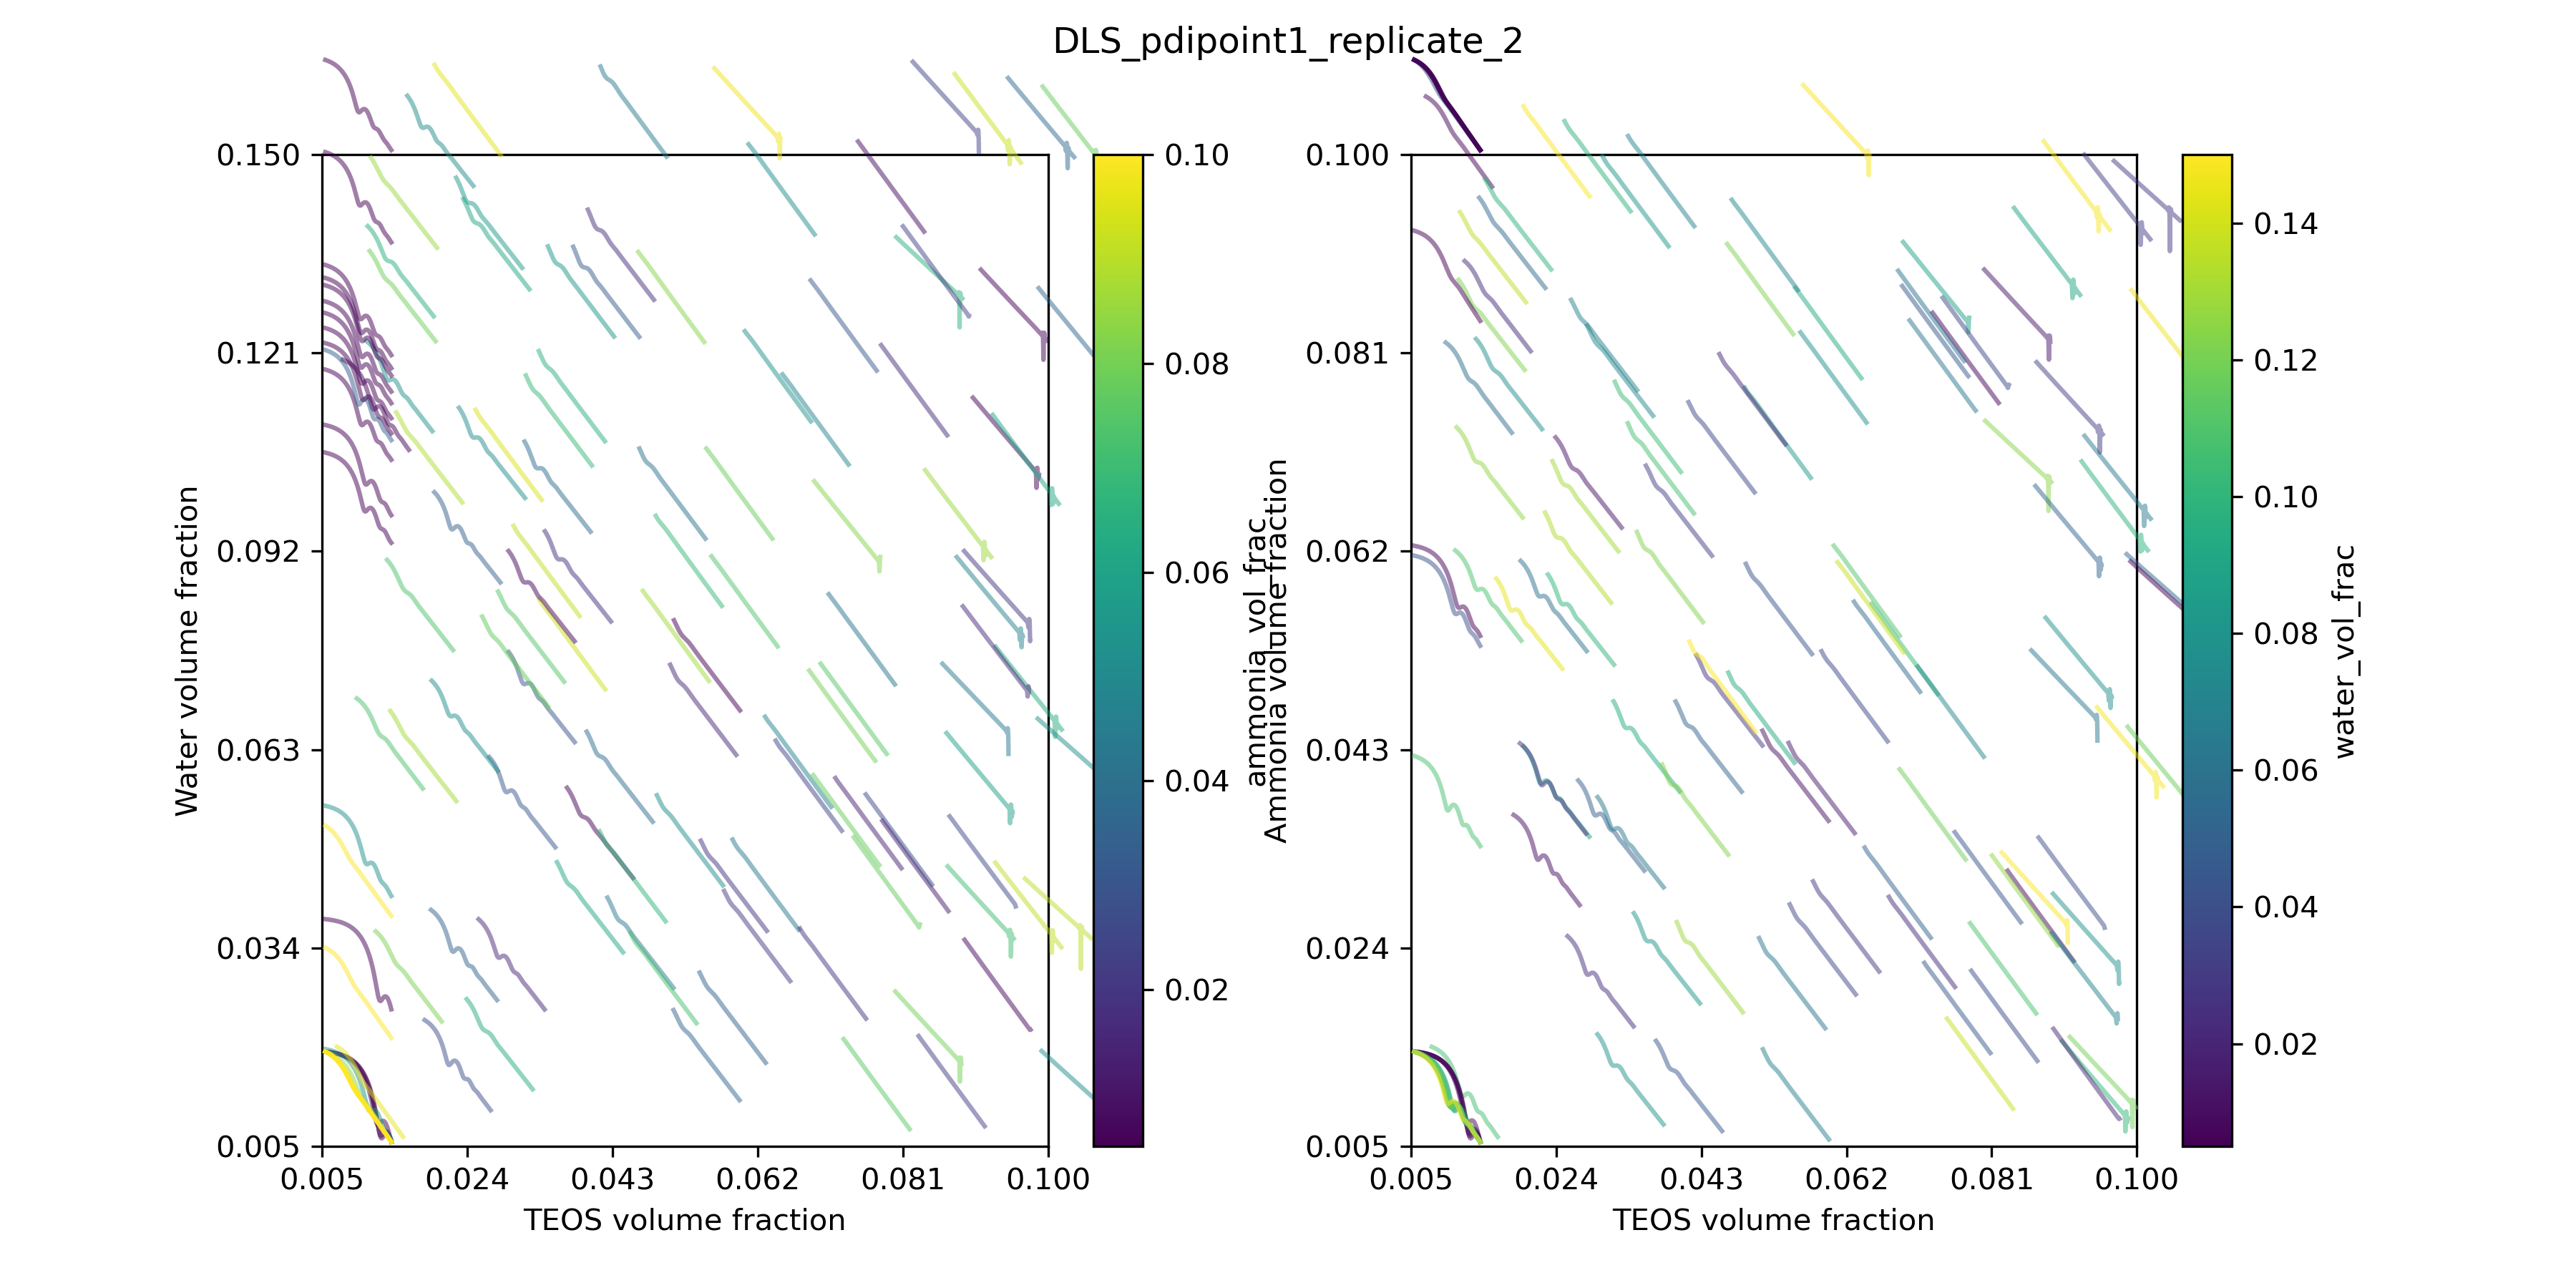 DLS_pdipoint1_replicate_2
0.150
0.121
0.092
0.063
0.034
0.005
Water volume fraction
0.005 0.024 0.043 0.062 0.081 0.100
TEOS volume fraction
0.10
0.08
0.06
0.04
0.02
ammonia_vol_frac
Ammonia volume fraction
0.100
0.081
0.062
0.043
0.024
0.005
0.005 0.024 0.043 0.062 0.081 0.100
TEOS volume fraction
0.14
0.12
0.10
0.08
0.06
0.04
0.02
water_vol_frac